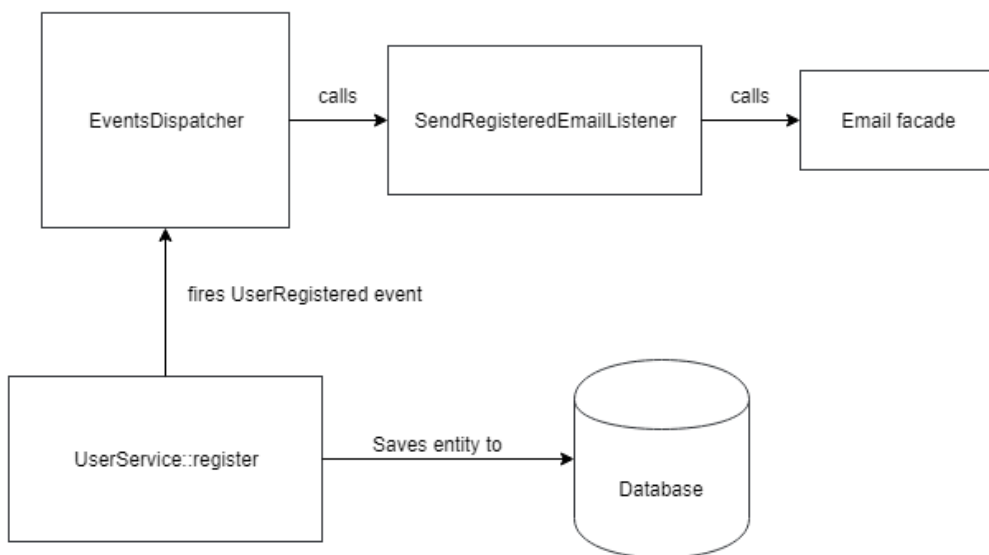 calls
calls
EventsDispatcher
SendRegisteredEmailListener
Email facade
fires UserRegistered event
Saves entity to
UserService::register
Database